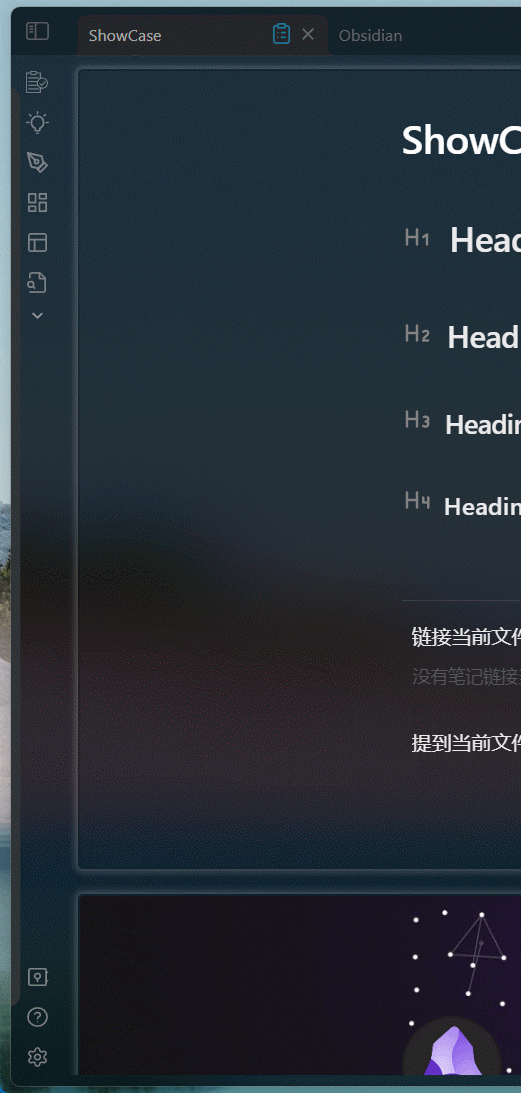 ShowCase
Obsidian
ShowC
H1 Head
H2 Head
H3 Headin
H4 Headin
链接当前文件
没有笔记链接
提到当前文件